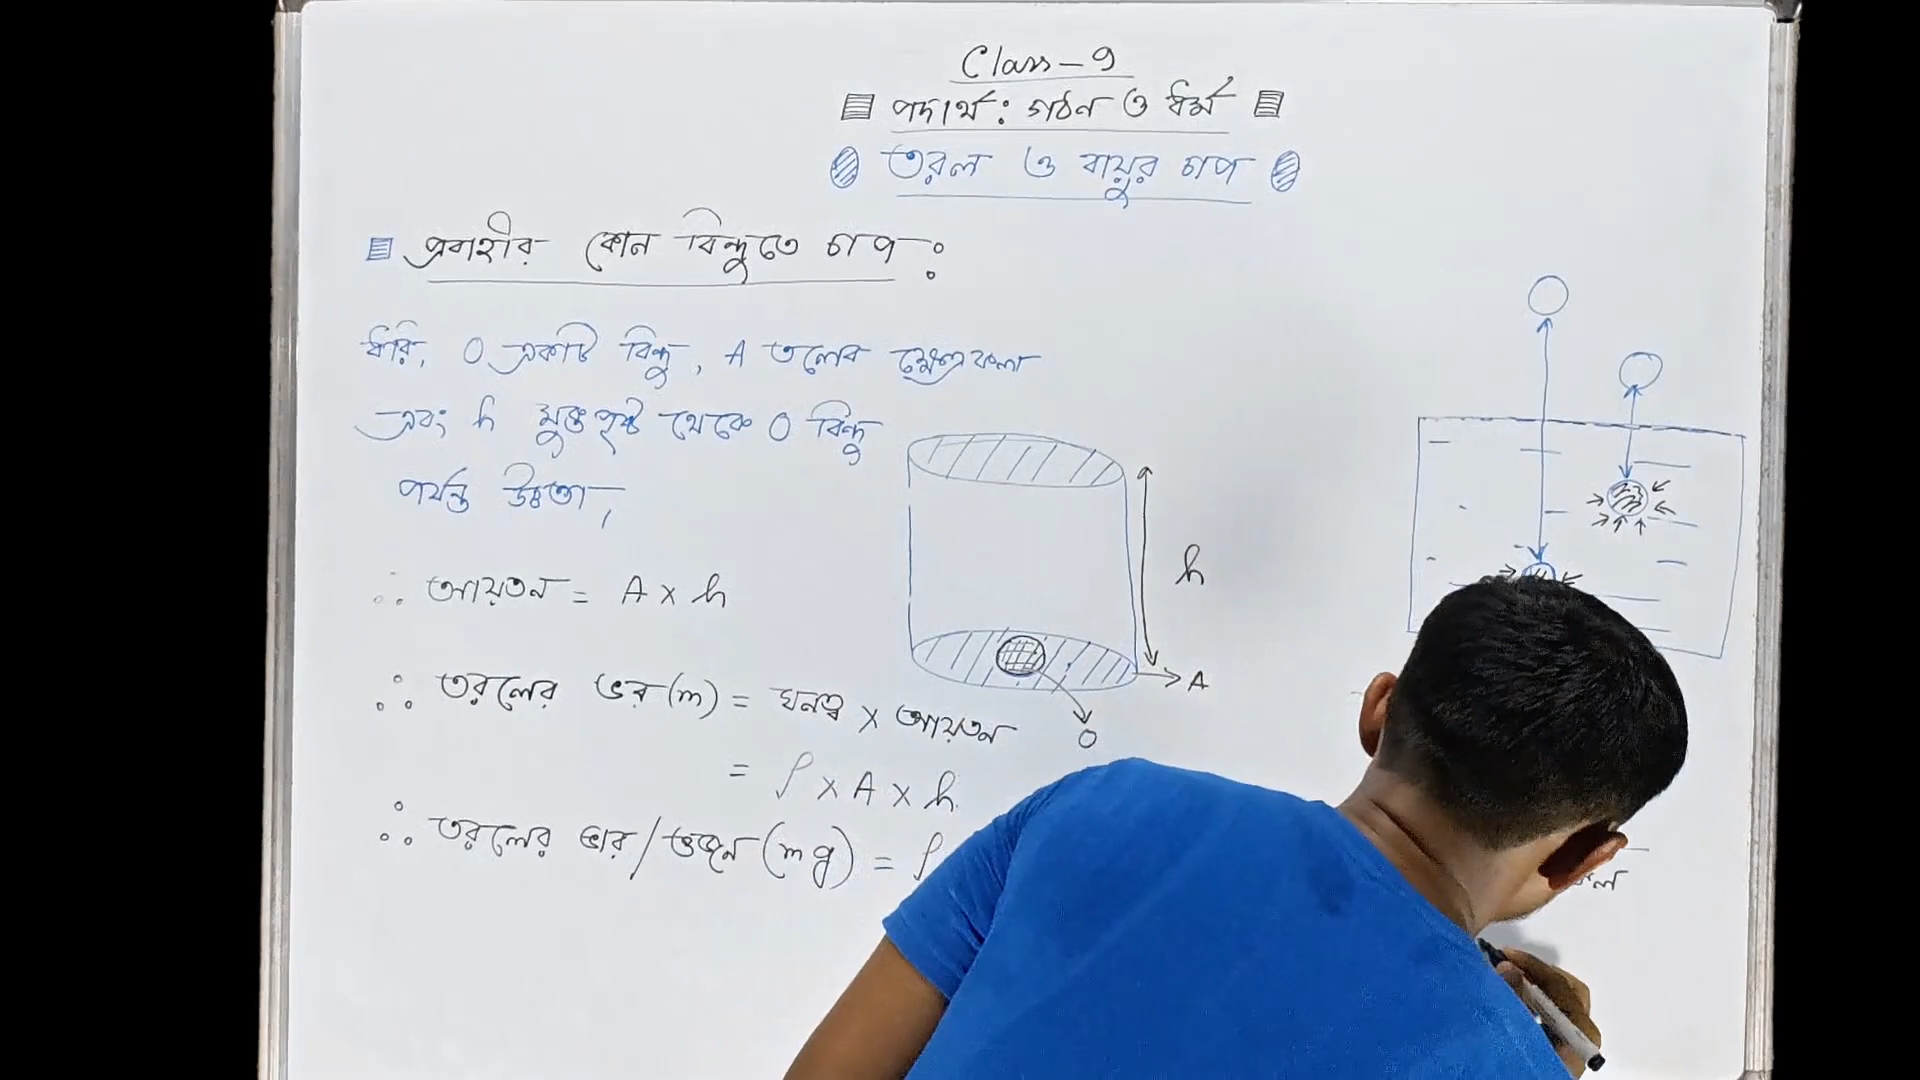 Class - 9
পদার্থ : গঠন ও ধর্ম
তরল ও বায়ুর চাপ
প্রবাহীর কোন বিন্দুতে চাপ :
ধরি, O একটি বিন্দু, A তলের ক্ষেত্রফল
এবং h মুক্তপৃষ্ট থেকে O বিন্দু
পর্যন্ত উচ্চতা,
∴ আয়তন = A × h
∴ তরলের ভর (m) = ঘনত্ব × আয়তন
= ρ × A × h
∴ তরলের ভার / ওজন (mg) = ρ
h
A
O